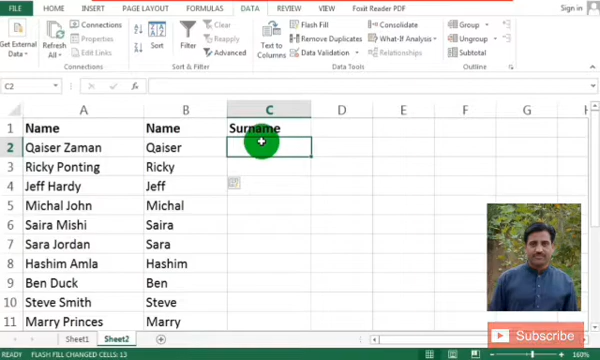 FILE HOME INSERT PAGE LAYOUT FORMULAS DATA REVIEW VIEW Foxit Reader PDF Sign in
Get External Data
Refresh All
Connections
Properties
Edit Links
Connections
Sort
Filter
Clear
Reapply
Advanced
Sort & Filter
Text to Columns
Flash Fill
Remove Duplicates
Data Validation
Consolidate
What-If Analysis
Relationships
Data Tools
Group
Ungroup
Subtotal
Outline
C2 fx
A B C D E F G H
1 Name Name Surname
2 Qaiser Zaman Qaiser
3 Ricky Ponting Ricky
4 Jeff Hardy Jeff
5 Michal John Michal
6 Saira Mishi Saira
7 Sara Jordan Sara
8 Hashim Amla Hashim
9 Ben Duck Ben
10 Steve Smith Steve
11 Marry Princes Marry
Subscribe
Sheet1 Sheet2
READY FLASH FILL CHANGED CELLS: 13 160%